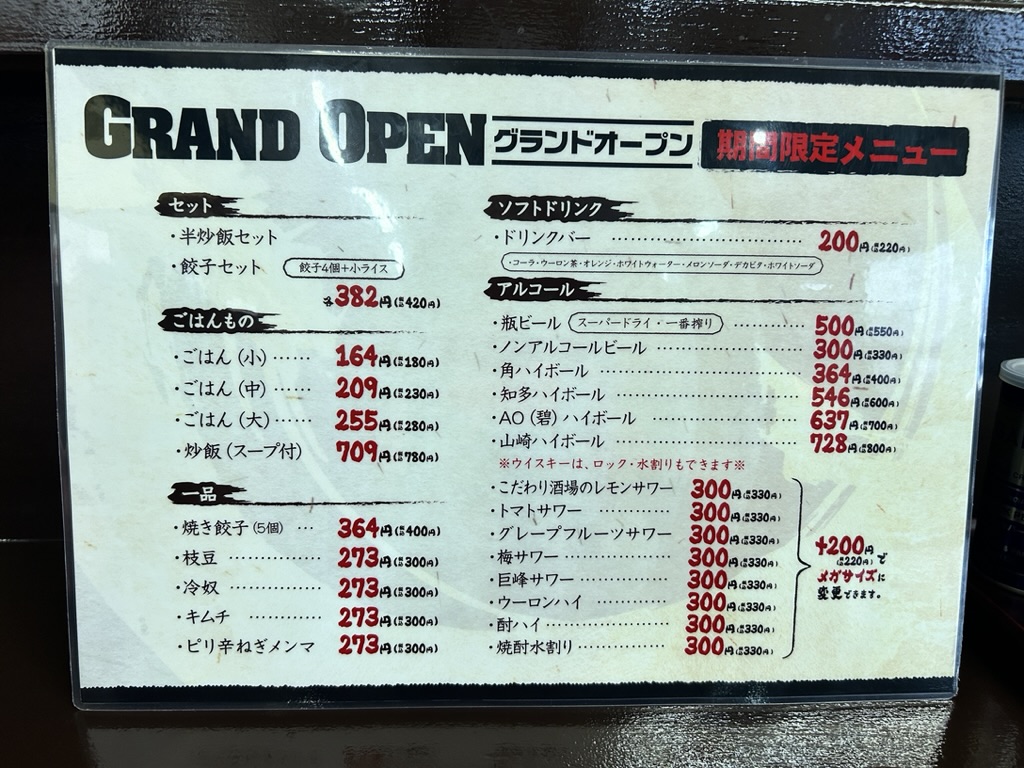 GRAND OPEN グランドオープン 期間限定メニュー
セット
・半炒飯セット
・餃子セット 餃子4個+小ライス
各382円(税込420円)
ごはんもの
・ごはん(小)…… 164円(税込180円)
・ごはん(中)…… 209円(税込230円)
・ごはん(大)…… 255円(税込280円)
・炒飯(スープ付) 709円(税込780円)
一品
・焼き餃子(5個) … 364円(税込400円)
・枝豆 ………… 273円(税込300円)
・冷奴 ………… 273円(税込300円)
・キムチ ………… 273円(税込300円)
・ピリ辛ねぎメンマ 273円(税込300円)
ソフトドリンク
・ドリンクバー ………………………… 200円(税込220円)
・コーラ・ウーロン茶・オレンジ・ホワイトウォーター・メロンソーダ・デカビタ・ホワイトソーダ
アルコール
・瓶ビール スーパードライ・一番搾り ………… 500円(税込550円)
・ノンアルコールビール ……………………… 300円(税込330円)
・角ハイボール ……………………… 364円(税込400円)
・知多ハイボール ……………………… 546円(税込600円)
・AO(碧)ハイボール ……………………… 637円(税込700円)
・山崎ハイボール ……………………… 728円(税込800円)
※ウイスキーは、ロック・水割りもできます※
・こだわり酒場のレモンサワー 300円(税込330円)
・トマトサワー ………… 300円(税込330円)
・グレープフルーツサワー 300円(税込330円)
・梅サワー …………… 300円(税込330円)
・巨峰サワー ………… 300円(税込330円)
・ウーロンハイ ………… 300円(税込330円)
・酎ハイ …………… 300円(税込330円)
・焼酎水割り ………… 300円(税込330円)
+200円
(税込220円)で
メガサイズに
変更できます。